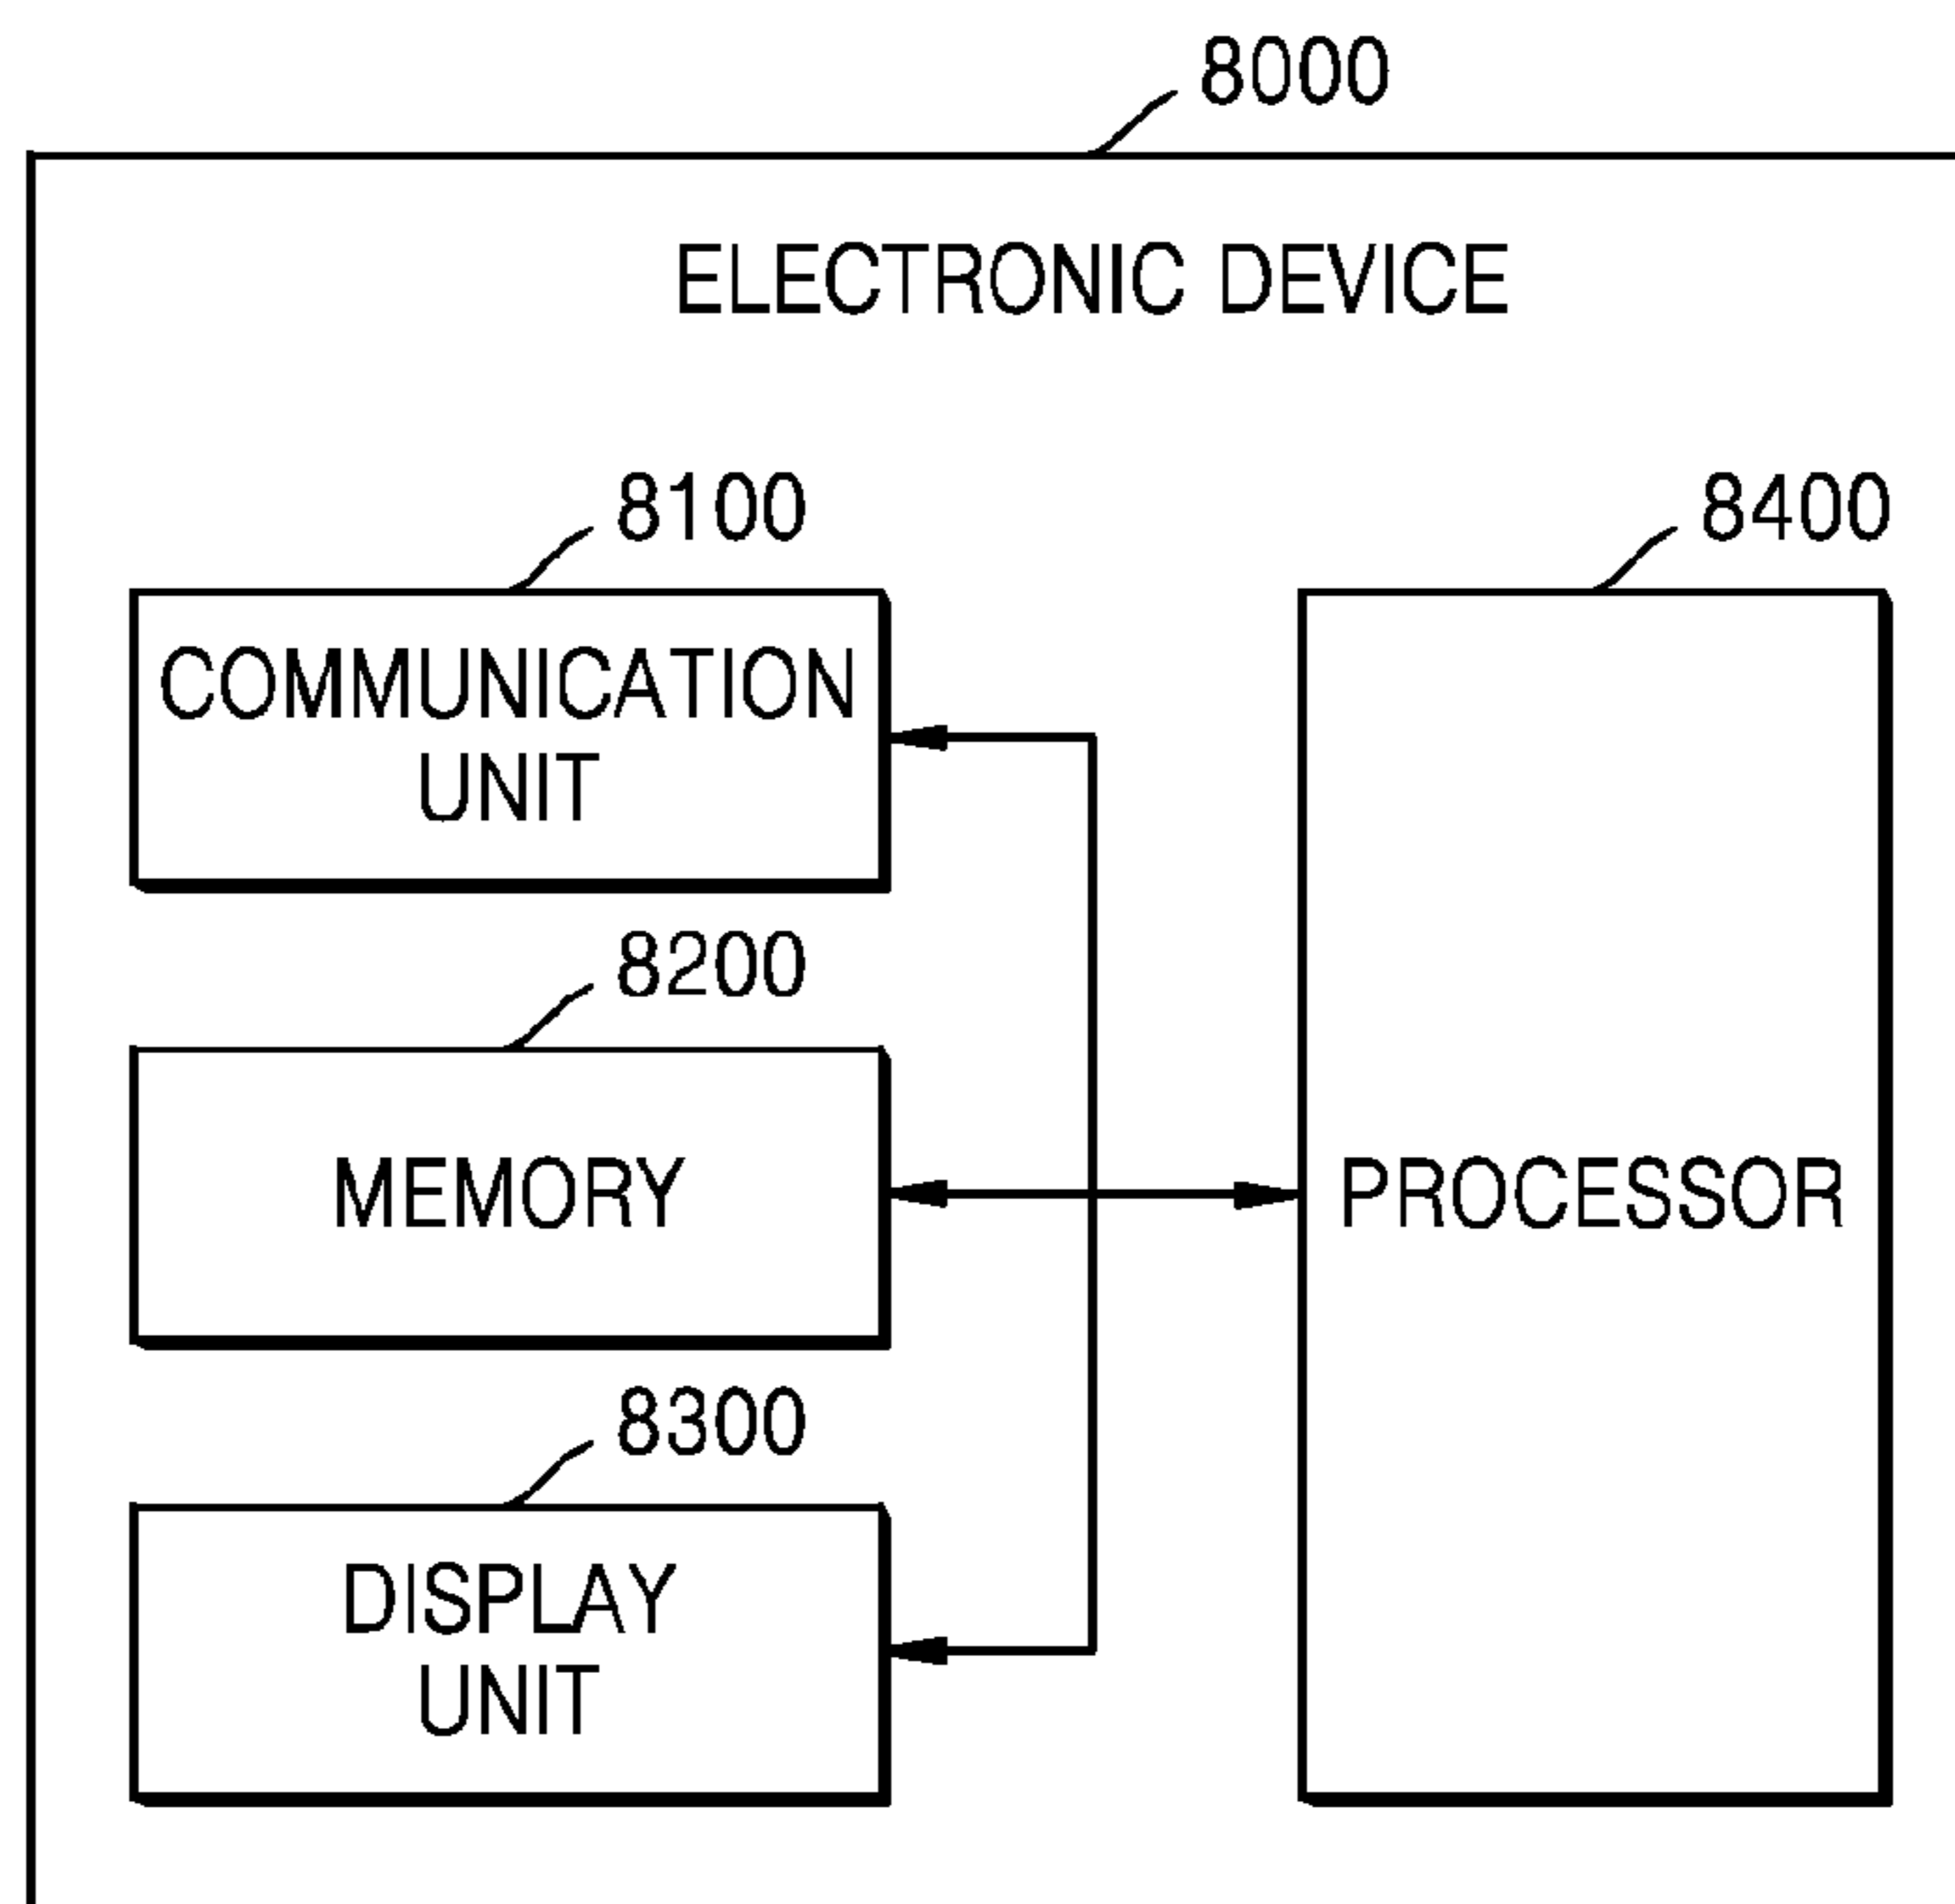 8000
ELECTRONIC DEVICE
8100
COMMUNICATION
UNIT
8200
MEMORY
8300
DISPLAY
UNIT
8400
PROCESSOR